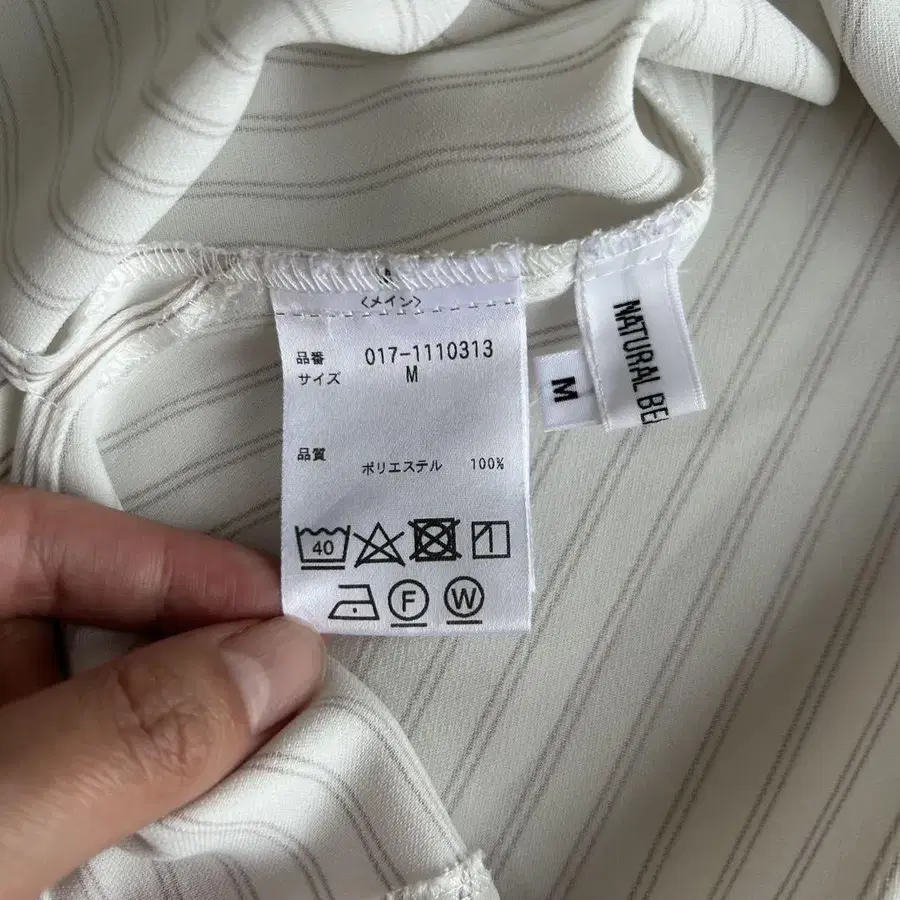 <メイン>
品番 017-1110313
サイズ M
品質
ポリエステル 100%
40
F W
M
NATURAL BE